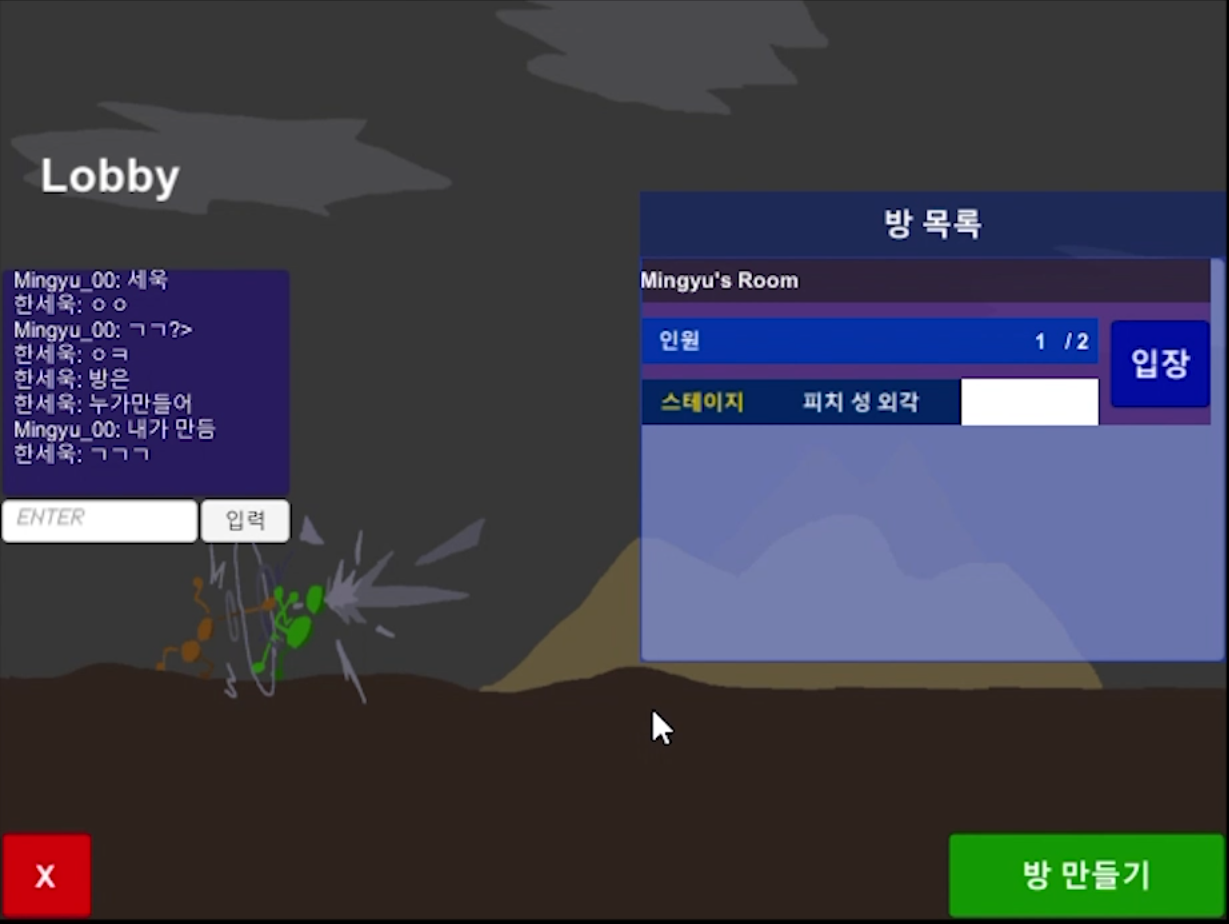 Lobby
Mingyu_00: 세욱
한세욱: ㅇㅇ
Mingyu_00: ㄱㄱ?>
한세욱: ㅇㅋ
한세욱: 방은
한세욱: 누가만들어
Mingyu_00: 내가 만듬
한세욱: ㄱㄱㄱ
ENTER
입력
방 목록
Mingyu's Room
인원 1 / 2
입장
스테이지 피치 성 외각
X
방 만들기